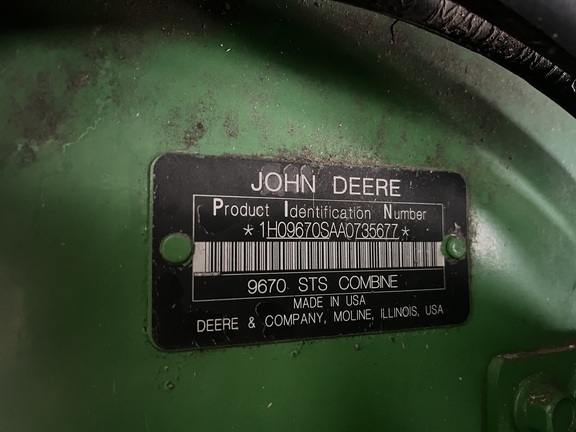 JOHN DEERE
Product Identification Number
*1H09670SAA0735677*
9670 STS COMBINE
MADE IN USA
DEERE & COMPANY, MOLINE, ILLINOIS, USA